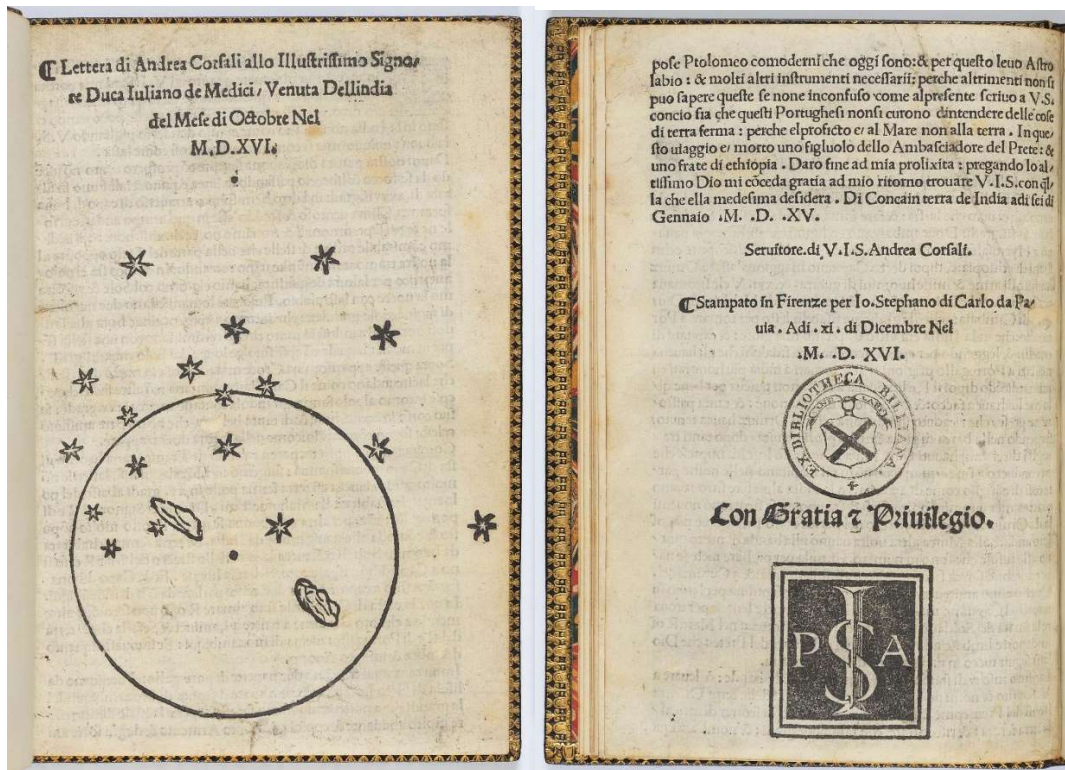 ⸿ Lettera di Andrea Corſali allo Illuſtriſſimo Signo⸗
re Duca Iuliano de Medici / Venuta Dellindia
del Meſe di Octobre Nel
M.D.XVI.
poſe Ptolomeo comoderni che oggi ſono: & per queſto leuo Aſtro
labio : & molti altri inſtrumenti neceſſarii: perche altrimenti non ſi
puo ſapere queſte ſe none inconfuſo come alpreſente ſcriuo a V.S.
concio ſia che queſti Portugheſi nonſi curono dintendere delle coſe
di terra ferma : perche elproficto e/ al Mare non alla terra . In que/
ſto uiaggio e/ morto uno figluolo dello Ambaſciadore del Prete: &
uno frate di ethiopia . Daro fine ad mia prolixita : pregando lo al/
tiſſimo Dio mi cōceda gratia ad mio ritorno trouare V.I.S. con q̄l
la che ella medeſima deſidera . Di Concain terra de India adi ſei di
Gennaio .M. .D. .XV.
Seruitore.di V.I.S. Andrea Corſali.
⸿Stampato in Firenze per Io. Stephano di Carlo da Pa/
uia . Adi . xi. di Dicembre Nel
.M. .D. XVI.
EX BIBLIOTHECA BILEIANA.
Con Gratia ⁊ Priuilegio.
P IS A